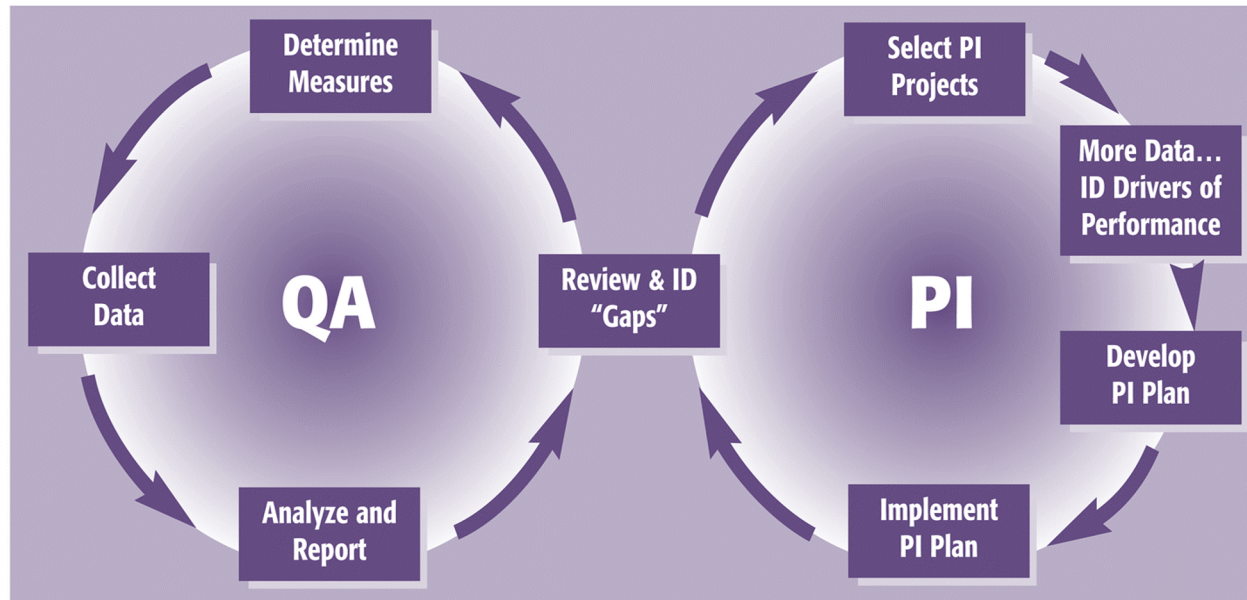 Determine
Measures
Collect
Data
QA
Analyze and
Report
Review & ID
“Gaps”
Select PI
Projects
More Data...
ID Drivers of
Performance
PI
Develop
PI Plan
Implement
PI Plan